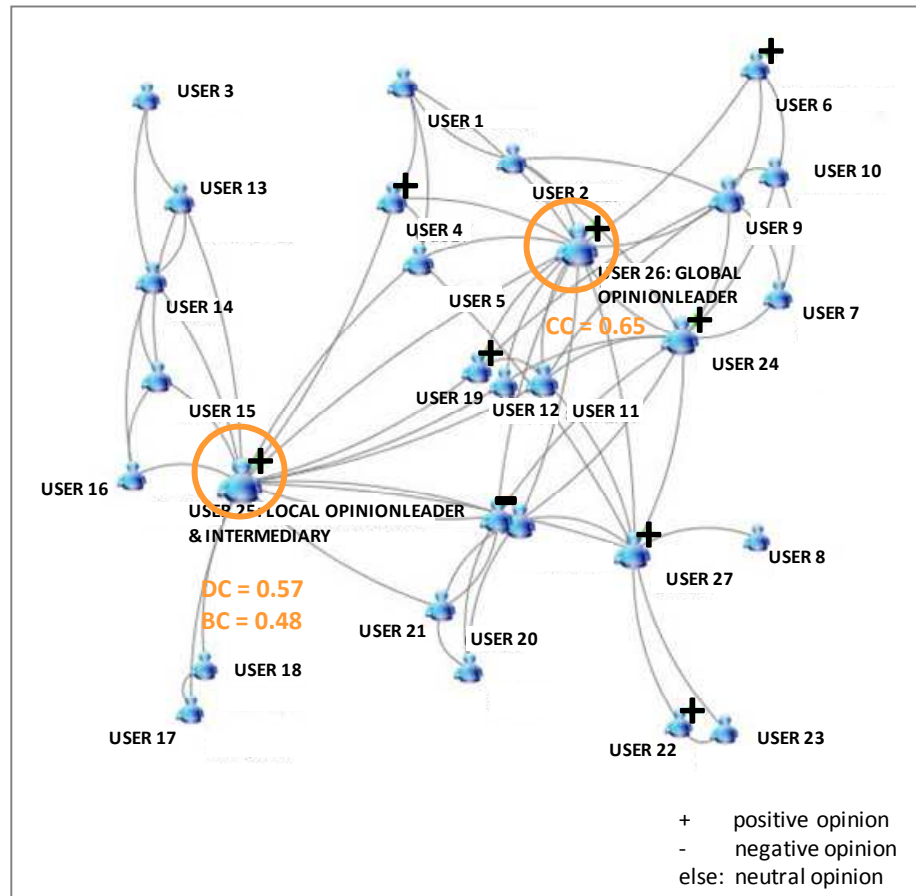 +
USER 3
USER 6
USER 1
USER 10
USER 13
USER 2
+
USER 4
+
USER 9
USER 26: GLOBAL
OPINIONLEADER
USER 14
USER 5
USER 7
CC = 0.65
+
+
USER 24
USER 19
USER 12
USER 11
USER 15
+
USER 16
USER 25: LOCAL OPINIONLEADER
& INTERMEDIARY
-
+
USER 8
USER 27
DC = 0.57
BC = 0.48
USER 21
USER 20
USER 18
USER 17
+
USER 22
USER 23
+ positive opinion
- negative opinion
else: neutral opinion